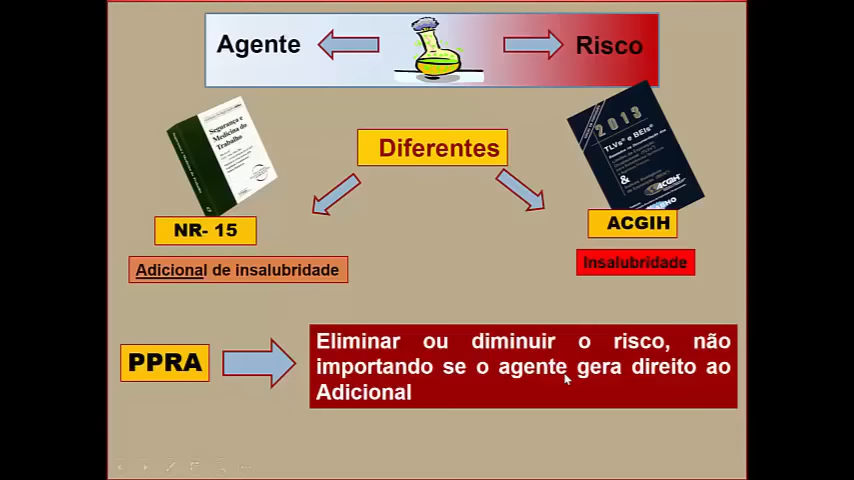 Agente
Risco
Segurança e
Medicina do
Trabalho
2013
TLVs® e BEIs®
&
ACGIH
Diferentes
NR- 15
ACGIH
Adicional de insalubridade
Insalubridade
PPRA
Eliminar ou diminuir o risco, não
importando se o agente gera direito ao
Adicional